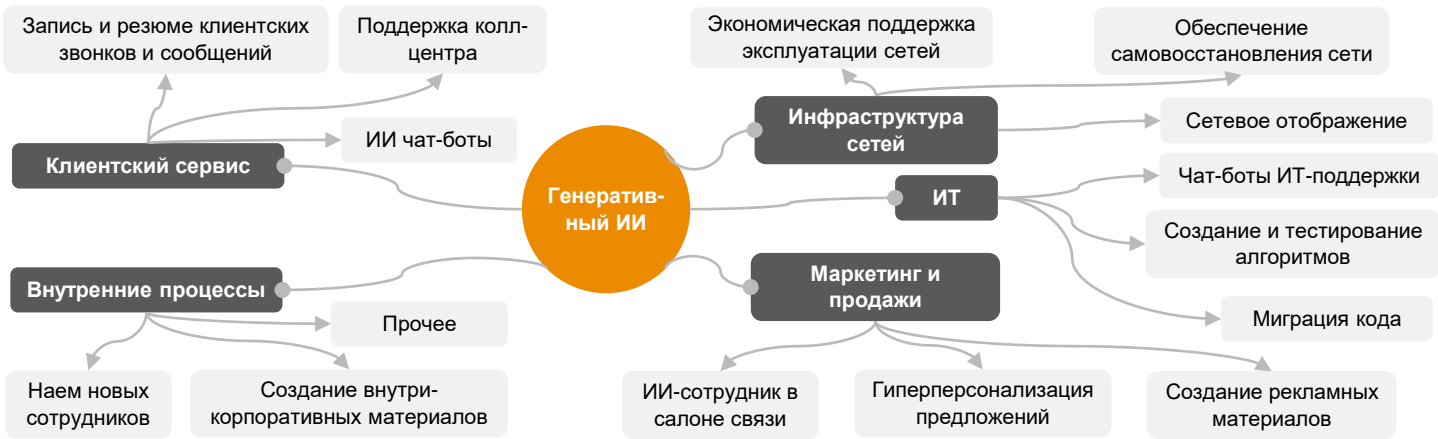 Запись и резюме клиентских
звонков и сообщений
Поддержка колл-
центра
ИИ чат-боты
Клиентский сервис
Экономическая поддержка
эксплуатации сетей
Обеспечение
самовосстановления сети
Инфраструктура
сетей
Сетевое отображение
Генератив-
ный ИИ
ИТ
Чат-боты ИТ-поддержки
Создание и тестирование
алгоритмов
Миграция кода
Внутренние процессы
Прочее
Наем новых
сотрудников
Создание внутри-
корпоративных материалов
Маркетинг и
продажи
ИИ-сотрудник в
салоне связи
Гиперперсонализация
предложений
Создание рекламных
материалов